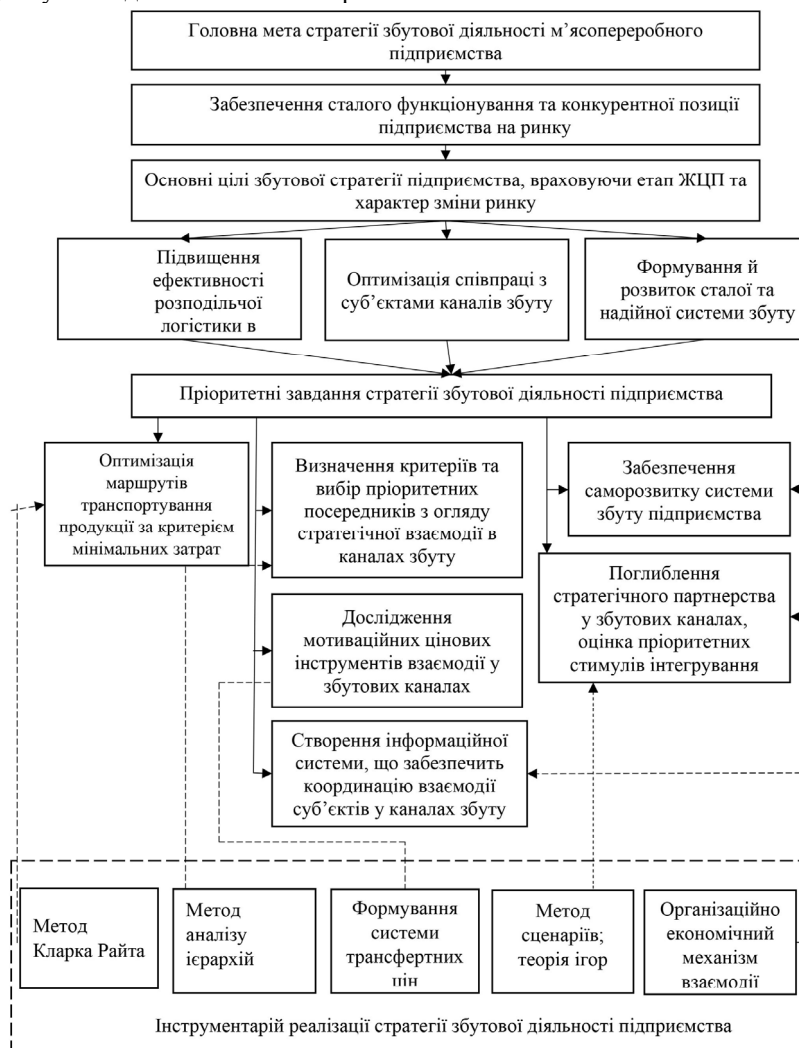 Головна мета стратегії збутової діяльності м’ясопереробного
підприємства
Забезпечення сталого функціонування та конкурентної позиції
підприємства на ринку
Основні цілі збутової стратегії підприємства, враховуючи етап ЖЦП та
характер зміни ринку
Підвищення
ефективності
розподільчої
логістики в
Оптимізація співпраці з
суб’єктами каналів збуту
Формування й
розвиток сталої та
надійної системи збуту
Пріоритетні завдання стратегії збутової діяльності підприємства
Оптимізація
маршрутів
транспортування
продукції за критерієм
мінімальних затрат
Визначення критеріїв та
вибір пріоритетних
посередників з огляду
стратегічної взаємодії в
каналах збуту
Забезпечення
саморозвитку системи
збуту підприємства
Поглиблення
стратегічного партнерства
у збутових каналах,
оцінка пріоритетних
стимулів інтегрування
Дослідження
мотиваційних цінових
інструментів взаємодії у
збутових каналах
Створення інформаційної
системи, що забезпечить
координацію взаємодії
суб’єктів у каналах збуту
Метод
Кларка Райта
Метод
аналізу
ієрархій
Формування
системи
трансфертних
цін
Метод
сценаріїв;
теорія ігор
Організаційно
економічний
механізм
взаємодії
Інструментарій реалізації стратегії збутової діяльності підприємства